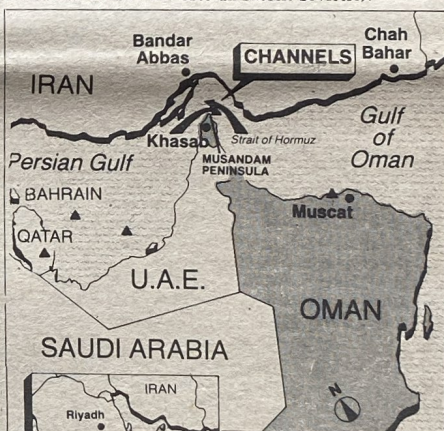 Bandar
Abbas
CHANNELS
Chah
Bahar
IRAN
Khasab
Strait of Hormuz
Gulf
of
Oman
Persian Gulf
MUSANDAM
PENINSULA
BAHRAIN
Muscat
QATAR
U.A.E.
OMAN
SAUDI ARABIA
IRAN
Riyadh
N